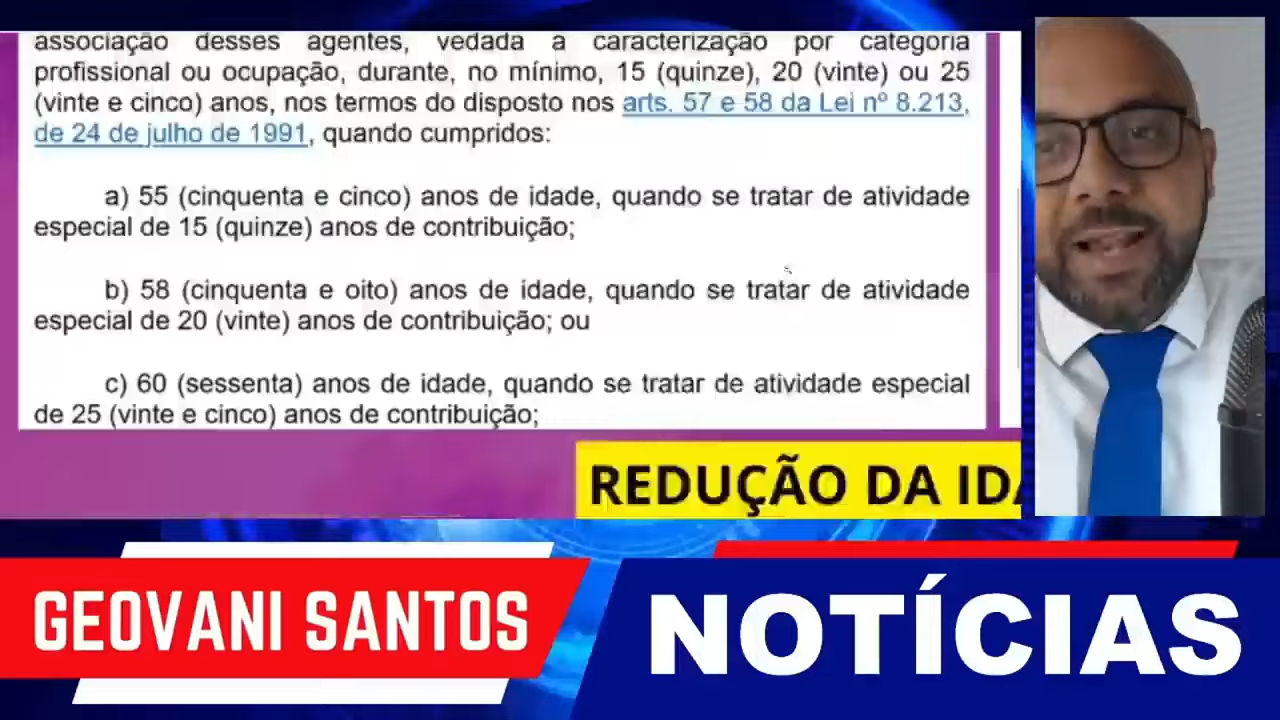 associação desses agentes, vedada a caracterização por categoria
profissional ou ocupação, durante, no mínimo, 15 (quinze), 20 (vinte) ou 25
(vinte e cinco) anos, nos termos do disposto nos arts. 57 e 58 da Lei nº 8.213,
de 24 de julho de 1991, quando cumpridos:
a) 55 (cinquenta e cinco) anos de idade, quando se tratar de atividade
especial de 15 (quinze) anos de contribuição;
b) 58 (cinquenta e oito) anos de idade, quando se tratar de atividade
especial de 20 (vinte) anos de contribuição; ou
c) 60 (sessenta) anos de idade, quando se tratar de atividade especial
de 25 (vinte e cinco) anos de contribuição;
REDUÇÃO DA IDA
GEOVANI SANTOS
NOTÍCIAS